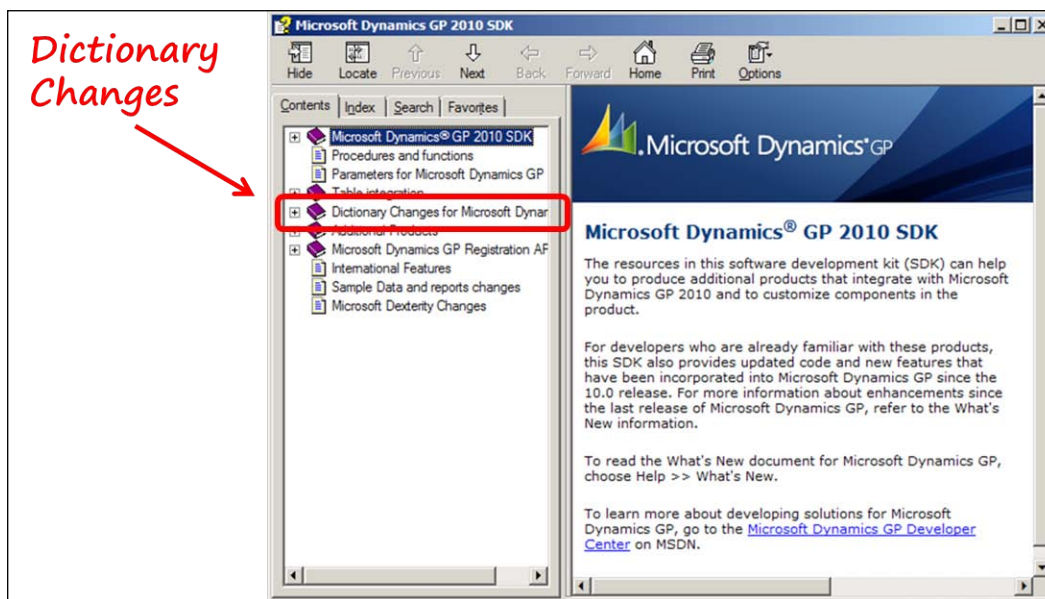 Dictionary
Changes
Microsoft Dynamics GP 2010 SDK
Hide Locate Previous Next Back Forward Home Print Options
Contents Index Search Favorites
Microsoft Dynamics® GP 2010 SDK
Procedures and functions
Parameters for Microsoft Dynamics GP
Table integration
Dictionary Changes for Microsoft Dynar
Additional Products
Microsoft Dynamics GP Registration AF
International Features
Sample Data and reports changes
Microsoft Dexterity Changes
Microsoft Dynamics® GP
Microsoft Dynamics® GP 2010 SDK
The resources in this software development kit (SDK) can help
you to produce additional products that integrate with Microsoft
Dynamics GP 2010 and to customize components in the
product.
For developers who are already familiar with these products,
this SDK also provides updated code and new features that
have been incorporated into Microsoft Dynamics GP since the
10.0 release. For more information about enhancements since
the last release of Microsoft Dynamics GP, refer to the What's
New information.
To read the What's New document for Microsoft Dynamics GP,
choose Help >> What's New.
To learn more about developing solutions for Microsoft
Dynamics GP, go to the Microsoft Dynamics GP Developer
Center on MSDN.